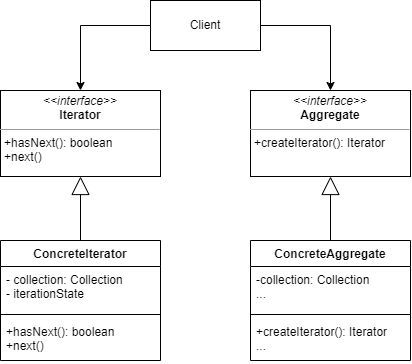 Client
<<interface>>
Iterator
+hasNext(): boolean
+next()
<<interface>>
Aggregate
+createIterator(): Iterator
ConcreteIterator
- collection: Collection
- iterationState
+hasNext(): boolean
+next()
ConcreteAggregate
-collection: Collection
...
+createIterator(): Iterator
...